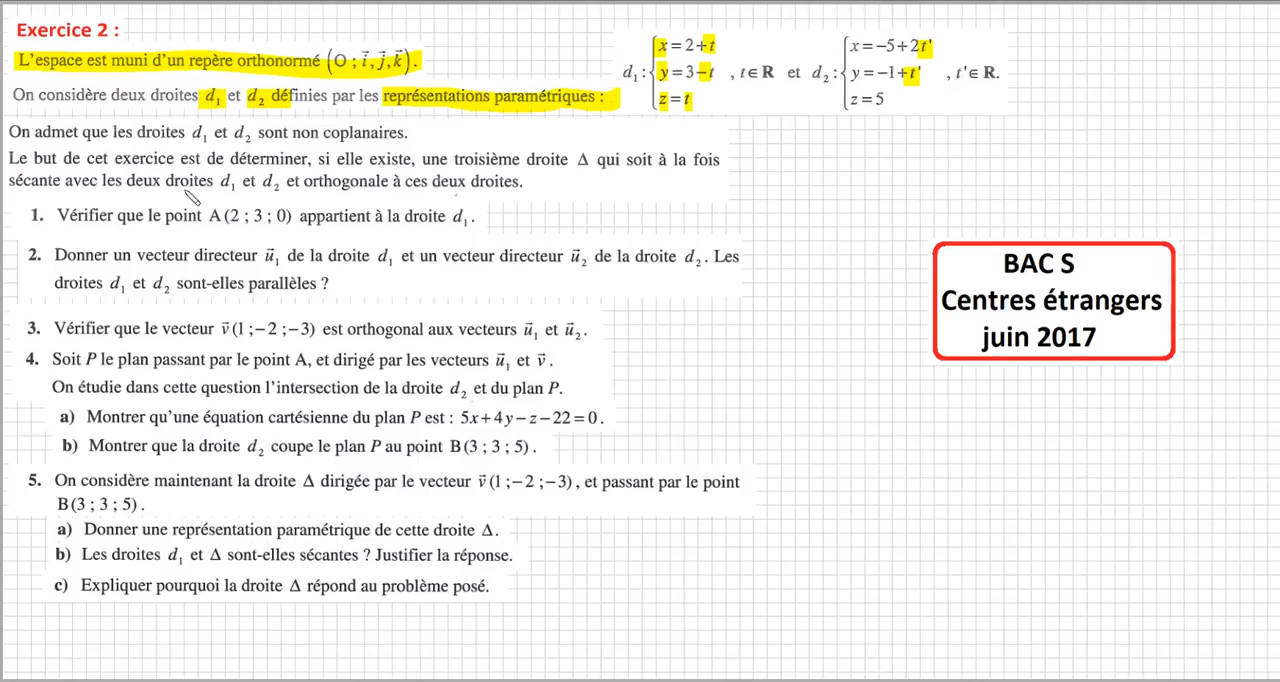 Exercice 2 :
L'espace est muni d'un repère orthonormé (O ; i⃗, j⃗, k⃗).
On considère deux droites d₁ et d₂ définies par les représentations paramétriques :
d₁ : { x = 2 + t
y = 3 − t , t ∈ R et
z = t
d₂ : { x = −5 + 2t'
y = −1 + t' , t' ∈ R.
z = 5
On admet que les droites d₁ et d₂ sont non coplanaires.
Le but de cet exercice est de déterminer, si elle existe, une troisième droite Δ qui soit à la fois
sécante avec les deux droites d₁ et d₂ et orthogonale à ces deux droites.
1. Vérifier que le point A (2 ; 3 ; 0) appartient à la droite d₁.
2. Donner un vecteur directeur u⃗₁ de la droite d₁ et un vecteur directeur u⃗₂ de la droite d₂. Les
droites d₁ et d₂ sont-elles parallèles ?
3. Vérifier que le vecteur v⃗ (1 ; −2 ; −3) est orthogonal aux vecteurs u⃗₁ et u⃗₂.
4. Soit P le plan passant par le point A, et dirigé par les vecteurs u⃗₁ et v⃗.
On étudie dans cette question l'intersection de la droite d₂ et du plan P.
a) Montrer qu'une équation cartésienne du plan P est : 5x + 4y − z − 22 = 0.
b) Montrer que la droite d₂ coupe le plan P au point B (3 ; 3 ; 5).
5. On considère maintenant la droite Δ dirigée par le vecteur v⃗ (1 ; −2 ; −3), et passant par le point
B (3 ; 3 ; 5).
a) Donner une représentation paramétrique de cette droite Δ.
b) Les droites d₁ et Δ sont-elles sécantes ? Justifier la réponse.
c) Expliquer pourquoi la droite Δ répond au problème posé.
BAC S
Centres étrangers
juin 2017